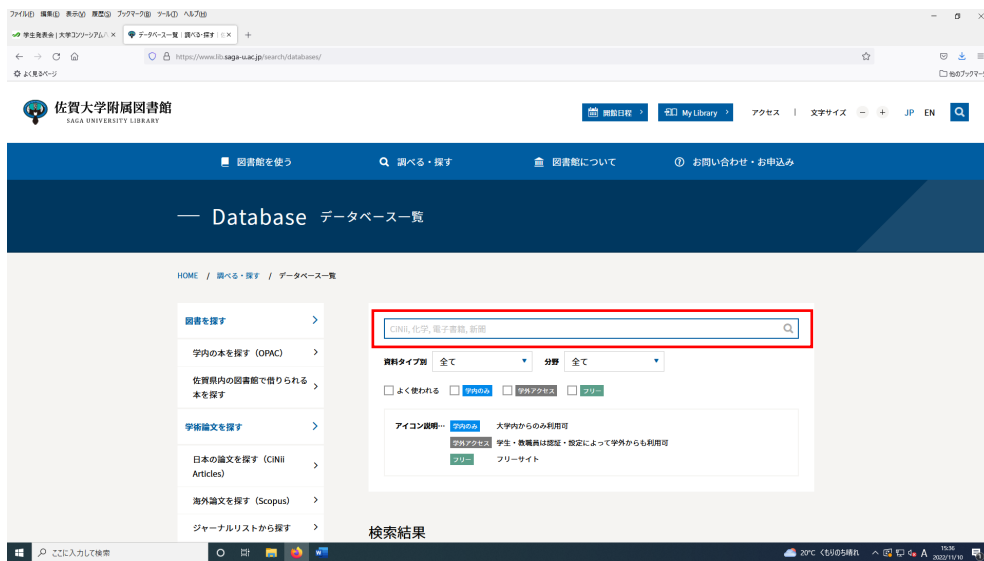 ファイル(F) 編集(E) 表示(V) 履歴(S) ブックマーク(B) ツール(T) ヘルプ(H)
学生発表会 | 大学コンソーシアム
データベース一覧 | 調べる・探す |
https://www.lib.saga-u.ac.jp/search/databases/
よく見るページ
他のブックマーク
佐賀大学附属図書館
SAGA UNIVERSITY LIBRARY
開館日程
My Library
アクセス | 文字サイズ − + JP EN
図書館を使う
調べる・探す
図書館について
お問い合わせ・お申込み
Database データベース一覧
HOME / 調べる・探す / データベース一覧
図書を探す
学内の本を探す（OPAC）
佐賀県内の図書館で借りられる
本を探す
学術論文を探す
日本の論文を探す（CiNii
Articles）
海外論文を探す（Scopus）
ジャーナルリストから探す
CiNii, 化学, 電子書籍, 新聞
資料タイプ別 全て 分野 全て
よく使われる 学内のみ 学外アクセス フリー
アイコン説明… 学内のみ 大学内からのみ利用可
学外アクセス 学生・教職員は認証・設定によって学外からも利用可
フリー フリーサイト
検索結果
ここに入力して検索
20°C くもりのち晴れ
A
15:36
2022/11/10